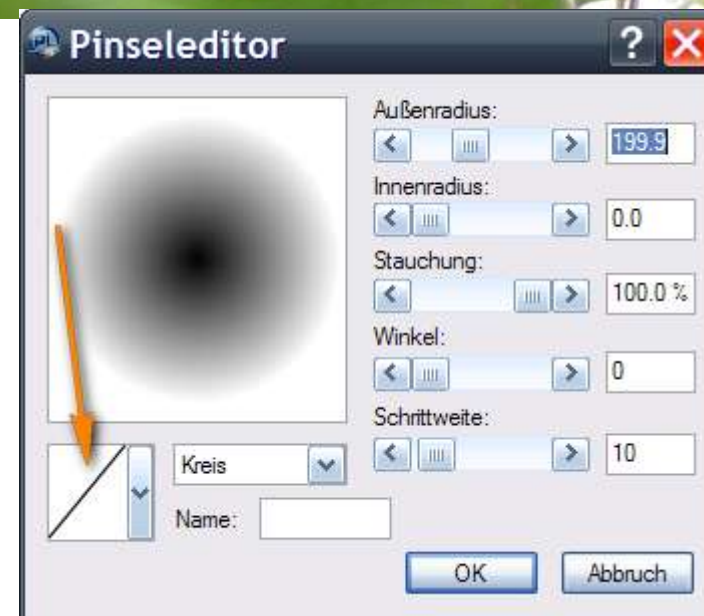 Pinseleditor
Außenradius:
199.9
Innenradius:
0.0
Stauchung:
100.0 %
Winkel:
0
Schrittweite:
10
Kreis
Name:
OK
Abbruch